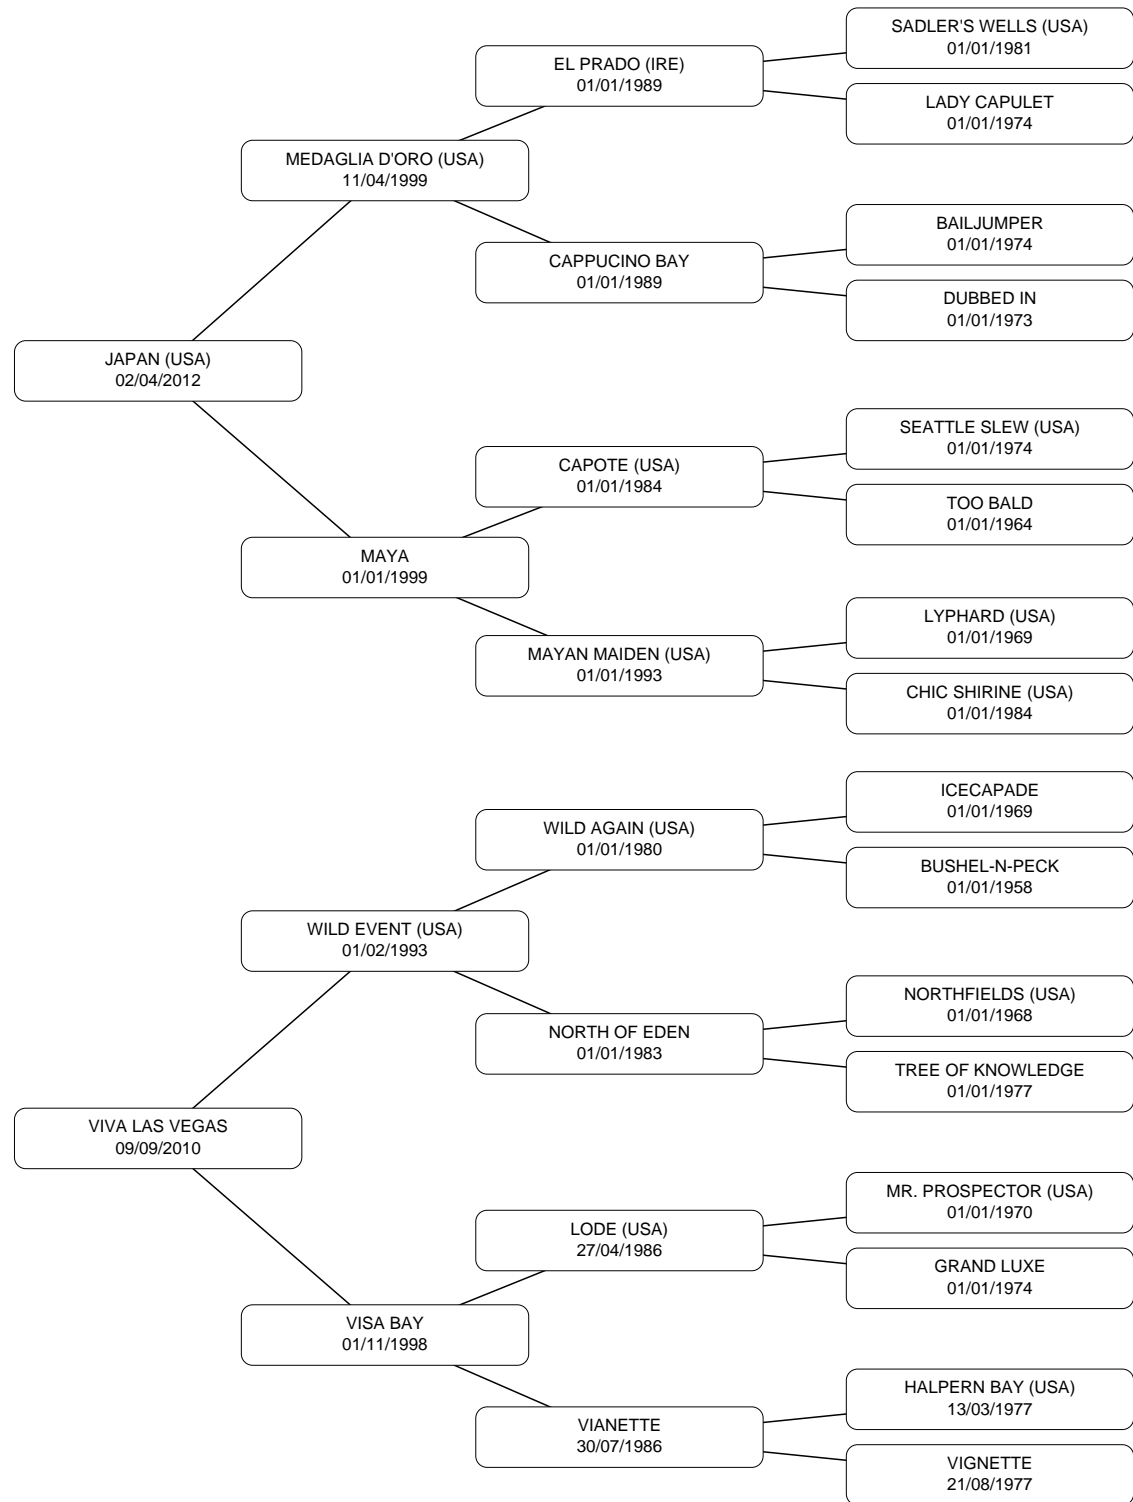 SADLER'S WELLS (USA)
01/01/1981
EL PRADO (IRE)
01/01/1989
LADY CAPULET
01/01/1974
MEDAGLIA D'ORO (USA)
11/04/1999
BAILJUMPER
01/01/1974
CAPPUCINO BAY
01/01/1989
DUBBED IN
01/01/1973
JAPAN (USA)
02/04/2012
SEATTLE SLEW (USA)
01/01/1974
CAPOTE (USA)
01/01/1984
TOO BALD
01/01/1964
MAYA
01/01/1999
LYPHARD (USA)
01/01/1969
MAYAN MAIDEN (USA)
01/01/1993
CHIC SHIRINE (USA)
01/01/1984
ICECAPADE
01/01/1969
WILD AGAIN (USA)
01/01/1980
BUSHEL-N-PECK
01/01/1958
WILD EVENT (USA)
01/02/1993
NORTHFIELDS (USA)
01/01/1968
NORTH OF EDEN
01/01/1983
TREE OF KNOWLEDGE
01/01/1977
VIVA LAS VEGAS
09/09/2010
MR. PROSPECTOR (USA)
01/01/1970
LODE (USA)
27/04/1986
GRAND LUXE
01/01/1974
VISA BAY
01/11/1998
HALPERN BAY (USA)
13/03/1977
VIANETTE
30/07/1986
VIGNETTE
21/08/1977